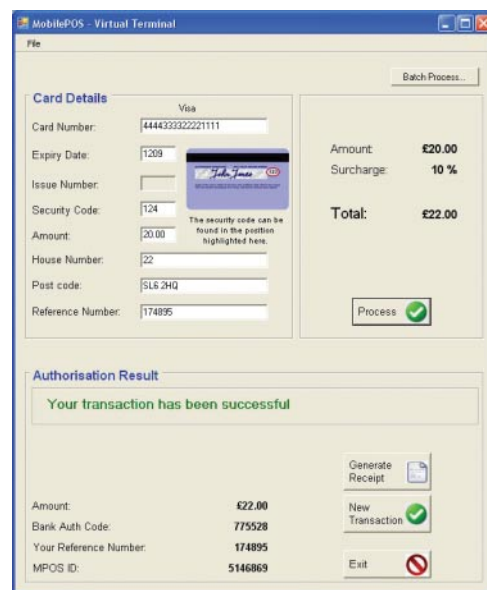 MobilePOS - Virtual Terminal
File
Batch Process...
Card Details
Visa
Card Number: 4444333322221111
Expiry Date: 1209
Issue Number:
Security Code: 124
The security code can be
found in the position
highlighted here.
Amount: 20.00
House Number: 22
Post code: SL6 2HQ
Reference Number: 174895
Amount: £20.00
Surcharge: 10 %
Total: £22.00
Process
Authorisation Result
Your transaction has been successful
Generate
Receipt
New
Transaction
Exit
Amount: £22.00
Bank Auth Code: 775528
Your Reference Number: 174895
MPOS ID: 5146869